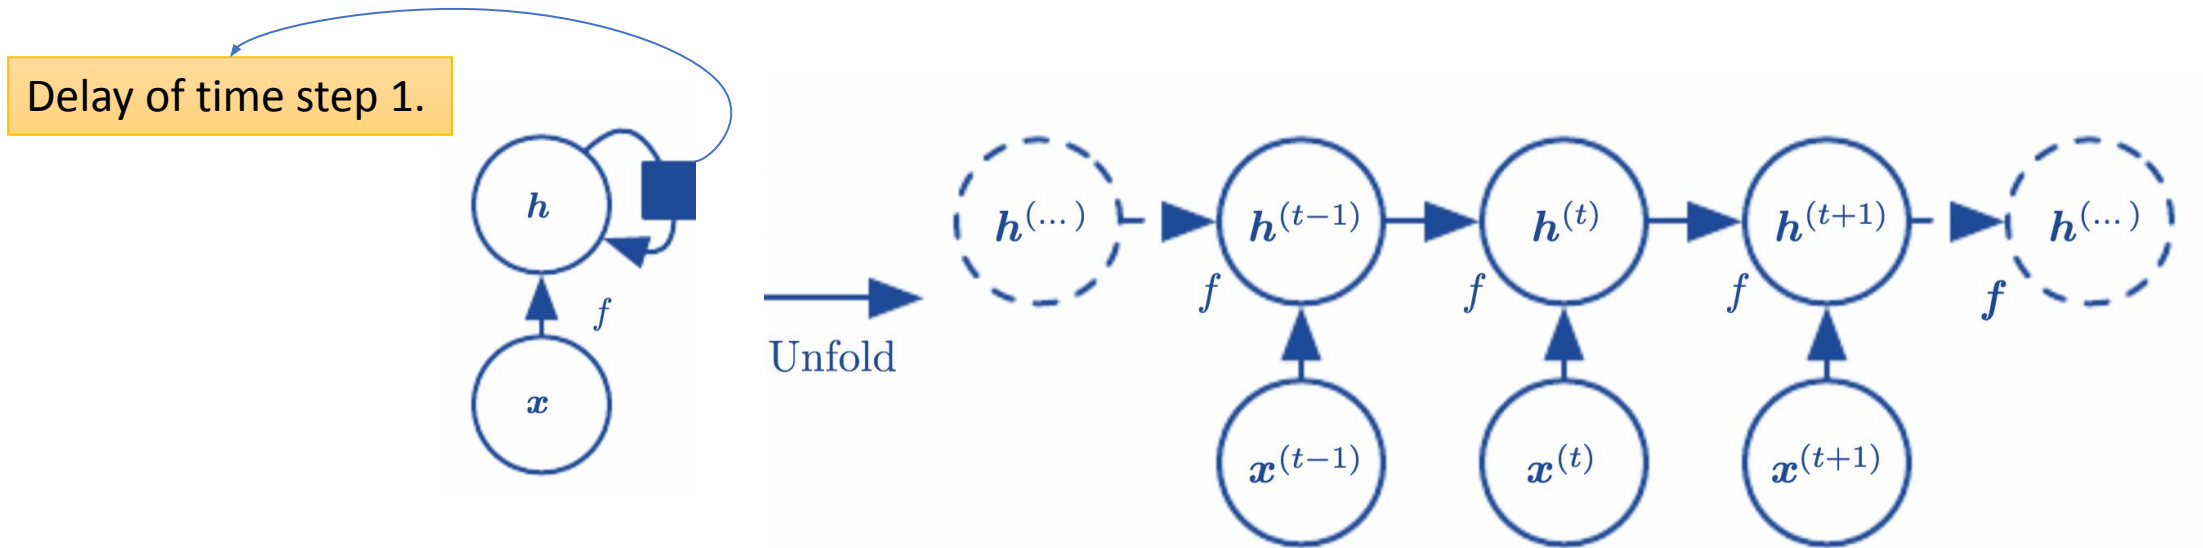 Delay of time step 1.
h
f
x
Unfold
h^(...) h^(t−1) h^(t) h^(t+1) h^(...)
f f f f
x^(t−1) x^(t) x^(t+1)